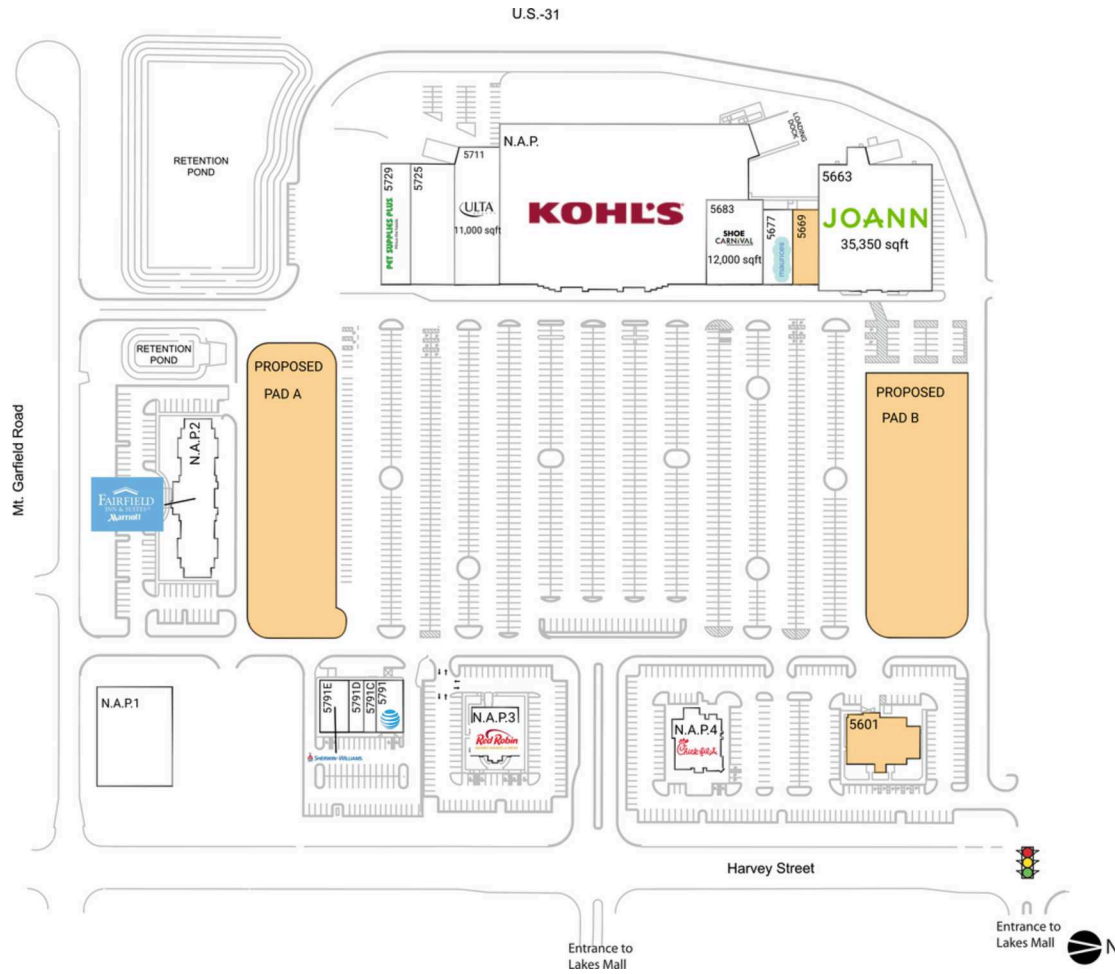 U.S.-31
RETENTION
POND
5729
PET SUPPLIES PLUS
5725
5711
ULTA
11,000 sqft
N.A.P.
KOHL'S
LOADING
DOCK
5683
SHOE
CARNIVAL
12,000 sqft
5677
maurices
5669
5663
JOANN
35,350 sqft
RETENTION
POND
PROPOSED
PAD A
PROPOSED
PAD B
Mt. Garfield Road
N.A.P.2
FAIRFIELD
INN & SUITES
Marriott
N.A.P.1
5791E
5791D
5791C
5791
AT&T
SHERWIN-WILLIAMS
N.A.P.3
Red Robin
N.A.P.4
Chick-fil-A
5601
Harvey Street
Entrance to
Lakes Mall
Entrance to
Lakes Mall
N